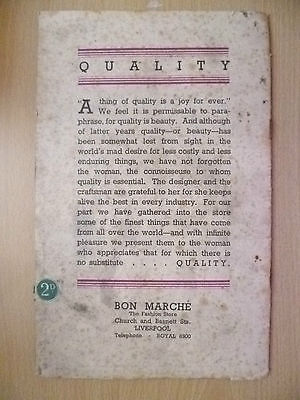 QUALITY
"A thing of quality is a joy for ever."
We feel it is permissable to para-
phrase, for quality is beauty. And although
of latter years quality—or beauty—has
been somewhat lost from sight in the
world's mad desire for less costly and less
enduring things, we have not forgotten
the woman, the connoisseuse to whom
quality is essential. The designer and the
craftsman are grateful to her for she keeps
alive the best in every industry. For our
part we have gathered into the store
some of the finest things that have come
from all over the world—and with infinite
pleasure we present them to the woman
who appreciates that for which there is
no substitute .... QUALITY.
2D
BON MARCHÉ
The Fashion Store
Church and Basnett Sts.
LIVERPOOL
Telephone - ROYAL 6300